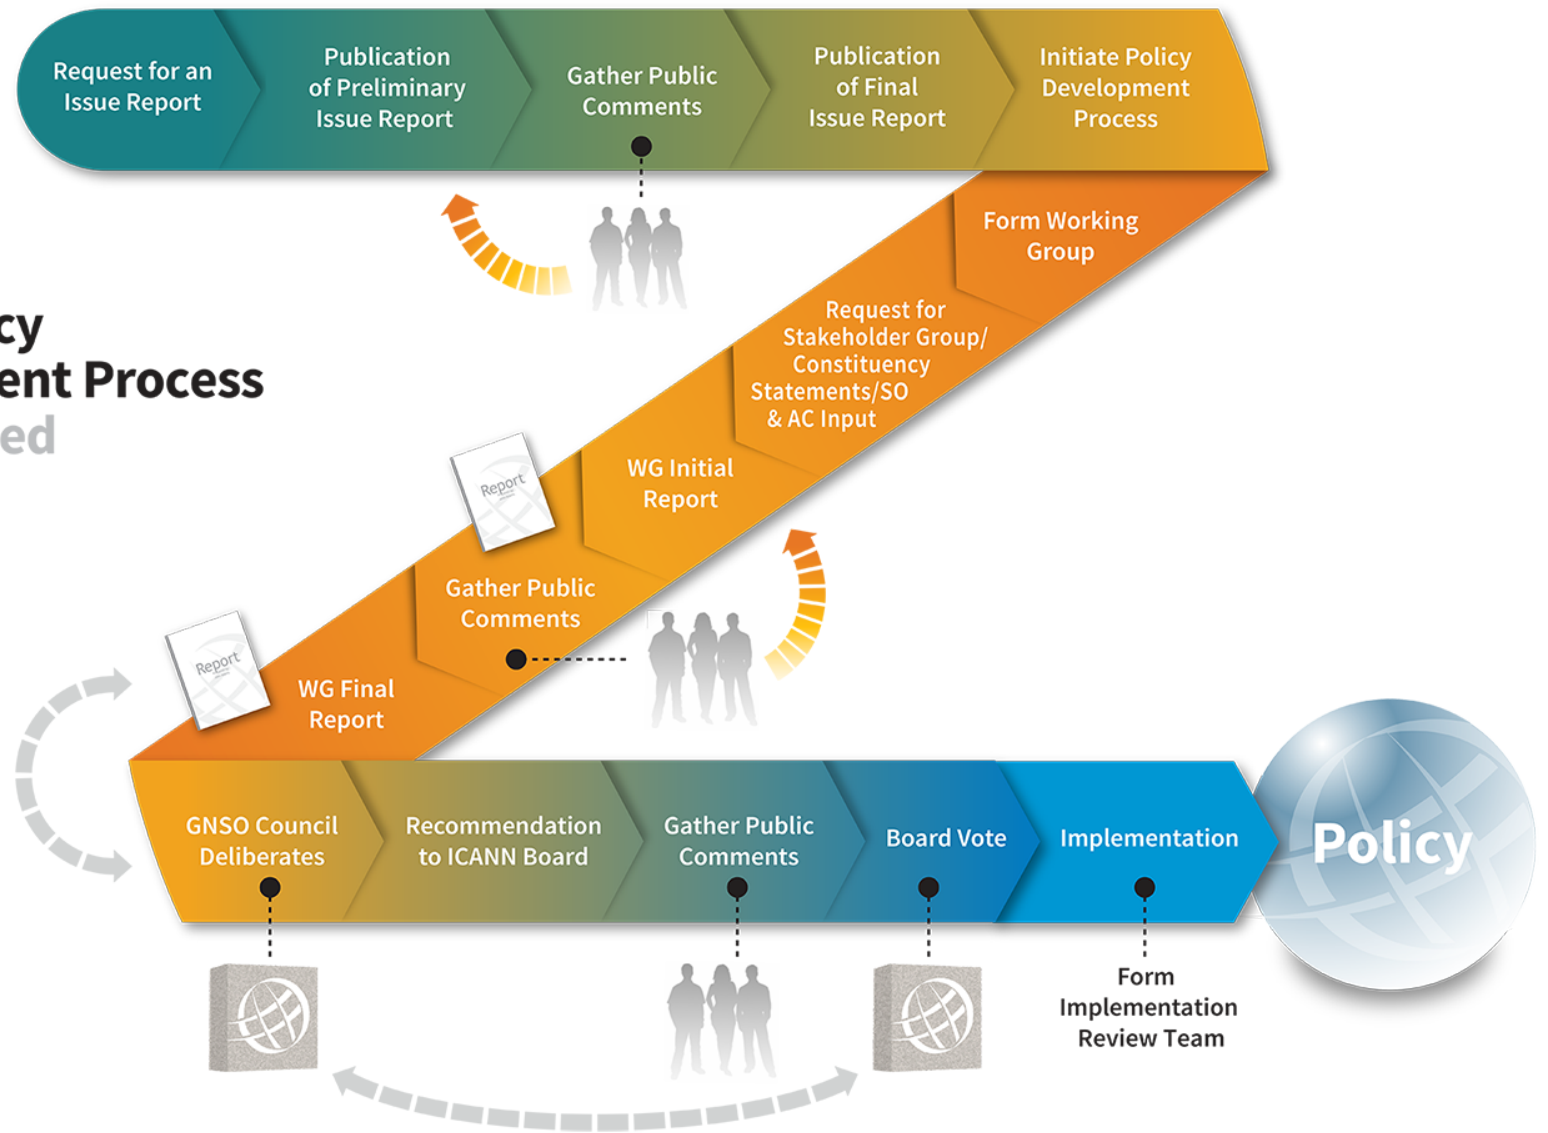 Request for an
Issue Report
Publication
of Preliminary
Issue Report
Gather Public
Comments
Publication
of Final
Issue Report
Initiate Policy
Development
Process
Form Working
Group
Request for
Stakeholder Group/
Constituency
Statements/SO
& AC Input
cy
ent Process
ed
Report
WG Initial
Report
Gather Public
Comments
Report
WG Final
Report
GNSO Council
Deliberates
Recommendation
to ICANN Board
Gather Public
Comments
Board Vote
Implementation
Policy
Form
Implementation
Review Team